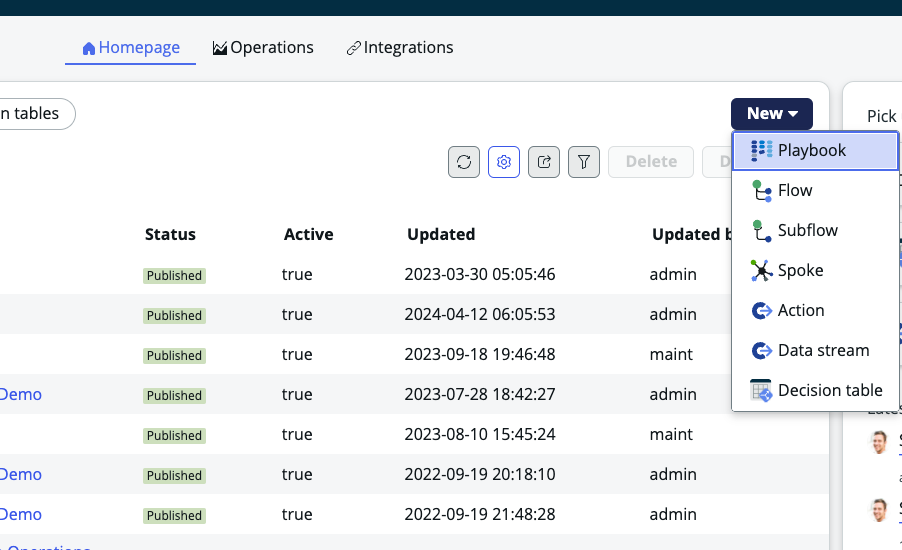 Homepage Operations Integrations
n tables
New
Pick
Playbook
Delete
Flow
Subflow
Status Active Updated Updated
Spoke
Published true 2023-03-30 05:05:46 admin
Action
Published true 2024-04-12 06:05:53 admin
Data stream
Published true 2023-09-18 19:46:48 maint
Decision table
Demo Published true 2023-07-28 18:42:27 admin
Published true 2023-08-10 15:45:24 maint
Demo Published true 2022-09-19 20:18:10 admin
Demo Published true 2022-09-19 21:48:28 admin